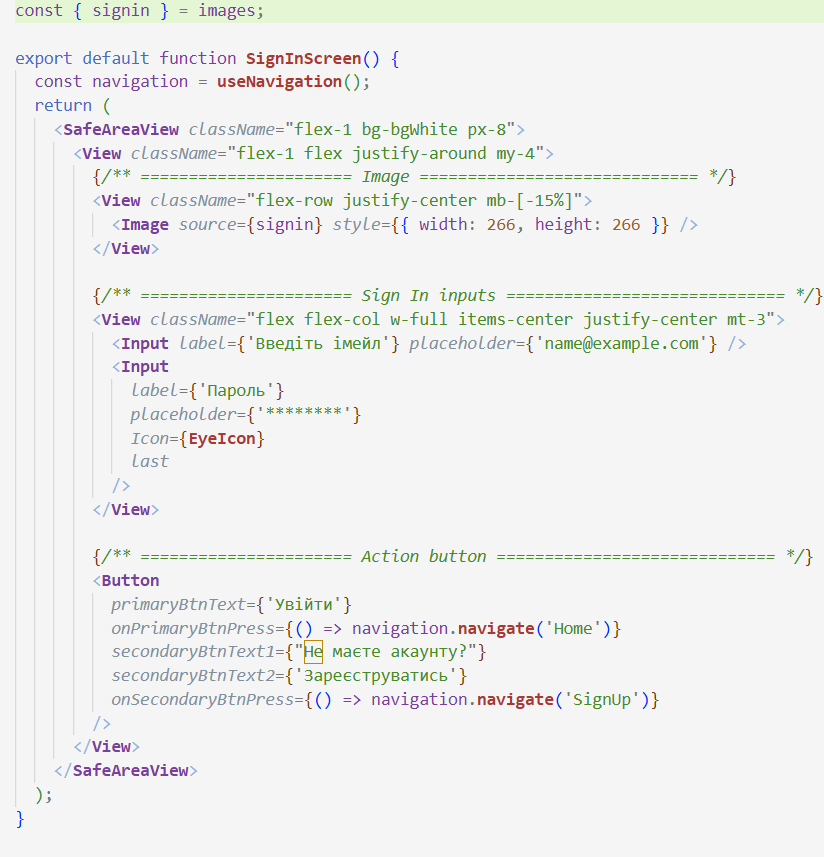 const { signin } = images;
export default function SignInScreen() {
const navigation = useNavigation();
return (
<SafeAreaView className="flex-1 bg-bgWhite px-8">
<View className="flex-1 flex justify-around my-4">
{/** ====================== Image ============================= */}
<View className="flex-row justify-center mb-[-15%]">
<Image source={signin} style={{ width: 266, height: 266 }} />
</View>
{/** ====================== Sign In inputs ============================= */}
<View className="flex flex-col w-full items-center justify-center mt-3">
<Input label={'Введіть імейл'} placeholder={'name@example.com'} />
<Input
label={'Пароль'}
placeholder={'********'}
Icon={EyeIcon}
last
/>
</View>
{/** ====================== Action button ============================= */}
<Button
primaryBtnText={'Увійти'}
onPrimaryBtnPress={() => navigation.navigate('Home')}
secondaryBtnText1={"Не маєте акаунту?"}
secondaryBtnText2={'Зареєструватись'}
onSecondaryBtnPress={() => navigation.navigate('SignUp')}
/>
</View>
</SafeAreaView>
);
}